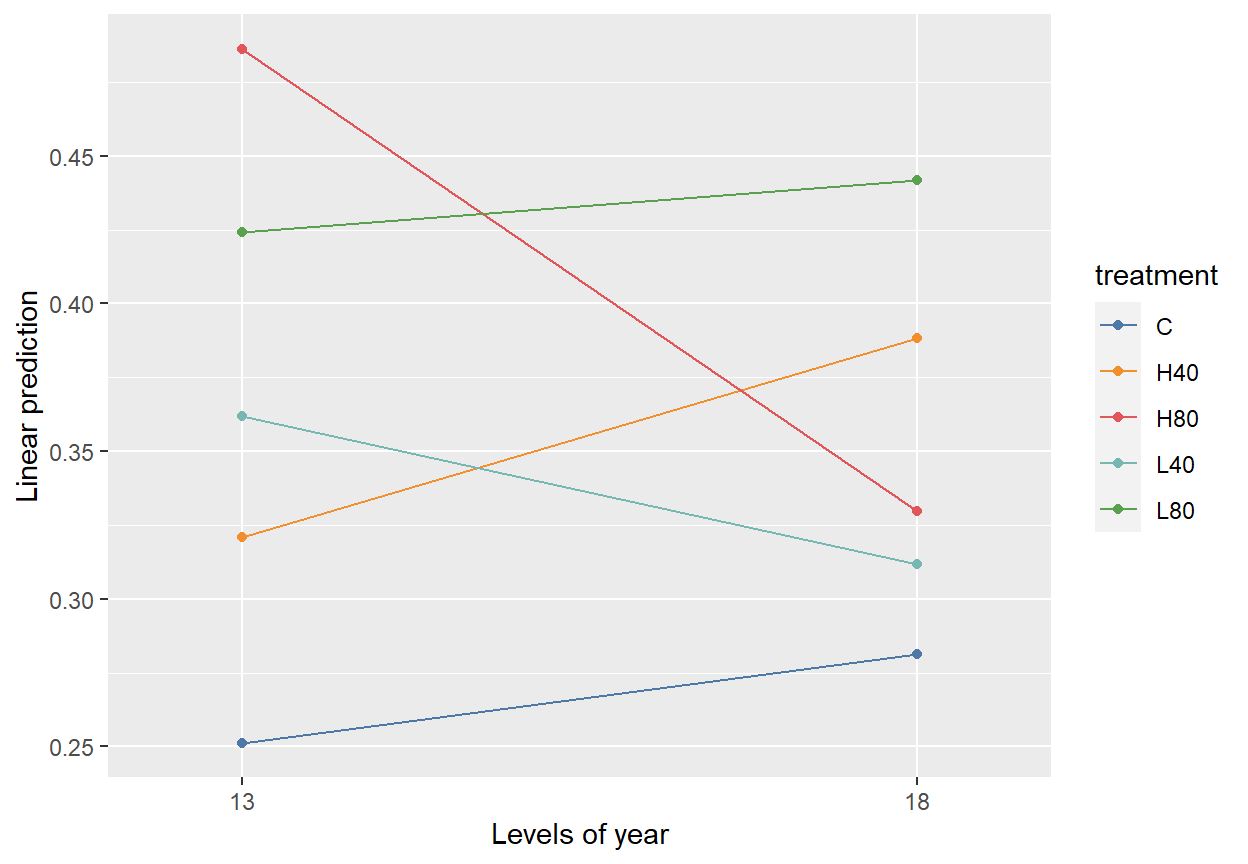 0.45
0.40
0.35
0.30
0.25
Linear prediction
13
18
Levels of year
treatment
C
H40
H80
L40
L80